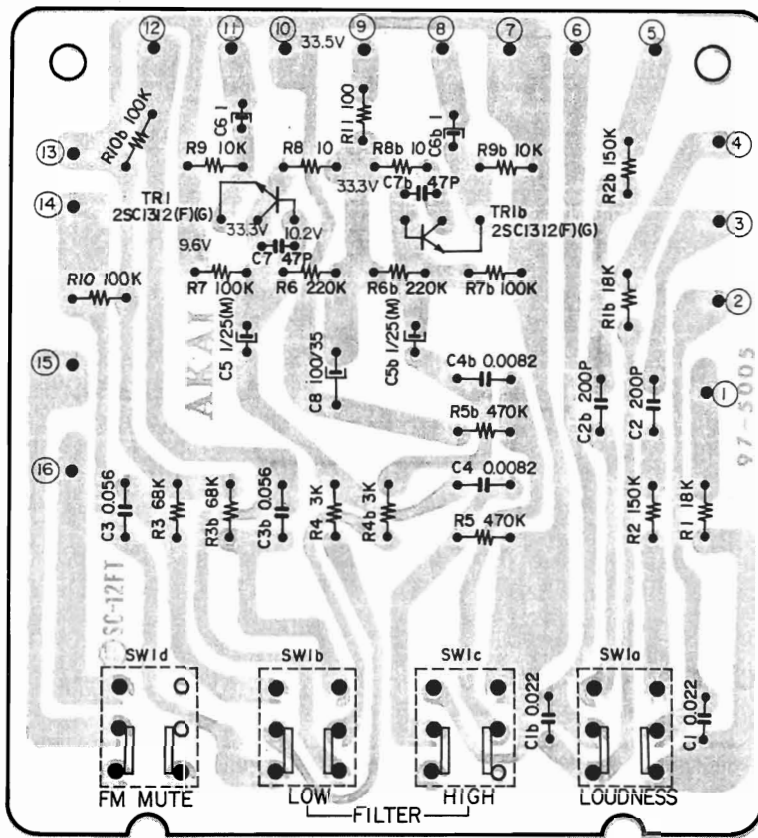 12
11
10
33.5V
9
8
7
6
5
R10b 100K
C6 1
R11 100
C6b 1
4
13
R9 10K
R8 10
R8b 10
R9b 10K
R2b 150K
33.3V
C7b 47P
14
TR1
2SC1312(F)(G)
TR1b
2SC1312(F)(G)
3
33.3V
10.2V
9.6V
C7 47P
R10 100K
R7 100K
R6 220K
R6b 220K
R7b 100K
R1b 18K
2
AKAI
C5 1/25(M)
C8 100/35
C5b 1/25(M)
15
C4b 0.0082
C2b 200P
C2 200P
1
R5b 470K
97-5005
16
C4 0.0082
C3 0.056
R3 68K
R3b 68K
C3b 0.056
R4 3K
R4b 3K
R2 150K
R1 18K
R5 470K
SC-12FT
SW1d
SW1b
SW1c
SW1a
C1b 0.022
C1 0.022
FM MUTE
LOW
HIGH
LOUDNESS
FILTER